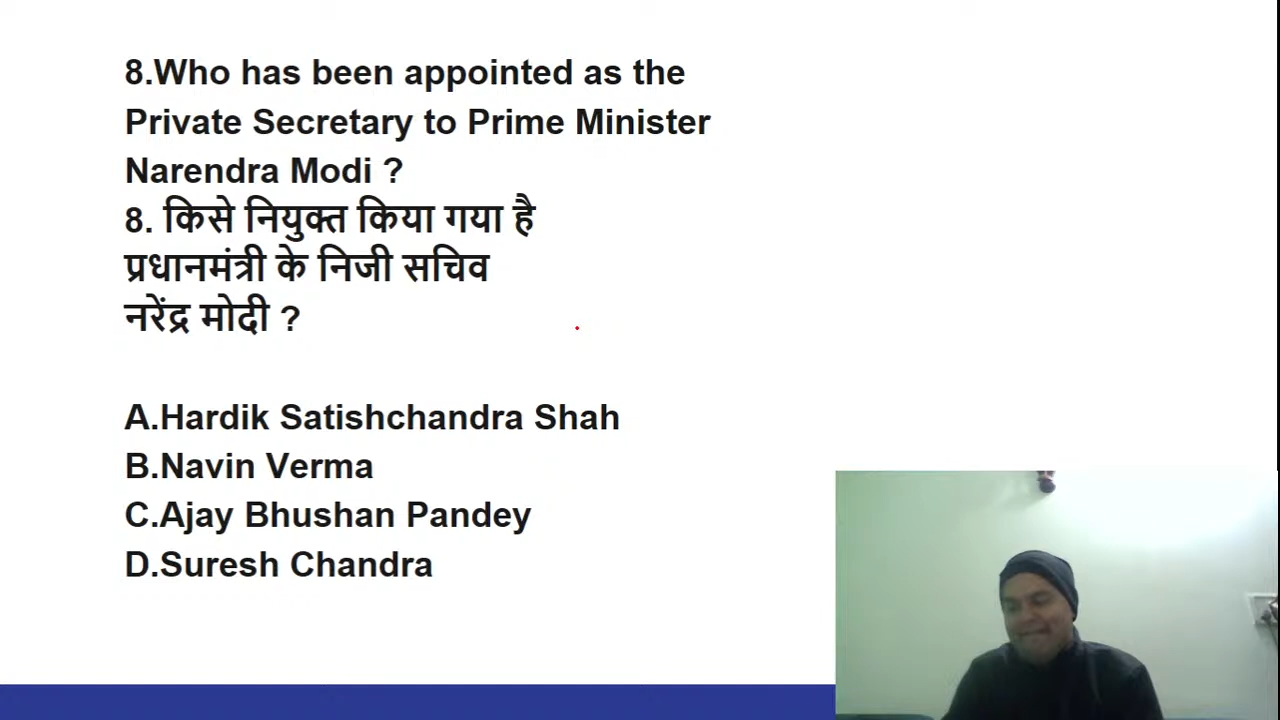 8.Who has been appointed as the
Private Secretary to Prime Minister
Narendra Modi ?
8. किसे नियुक्त किया गया है
प्रधानमंत्री के निजी सचिव
नरेंद्र मोदी ?
A.Hardik Satishchandra Shah
B.Navin Verma
C.Ajay Bhushan Pandey
D.Suresh Chandra